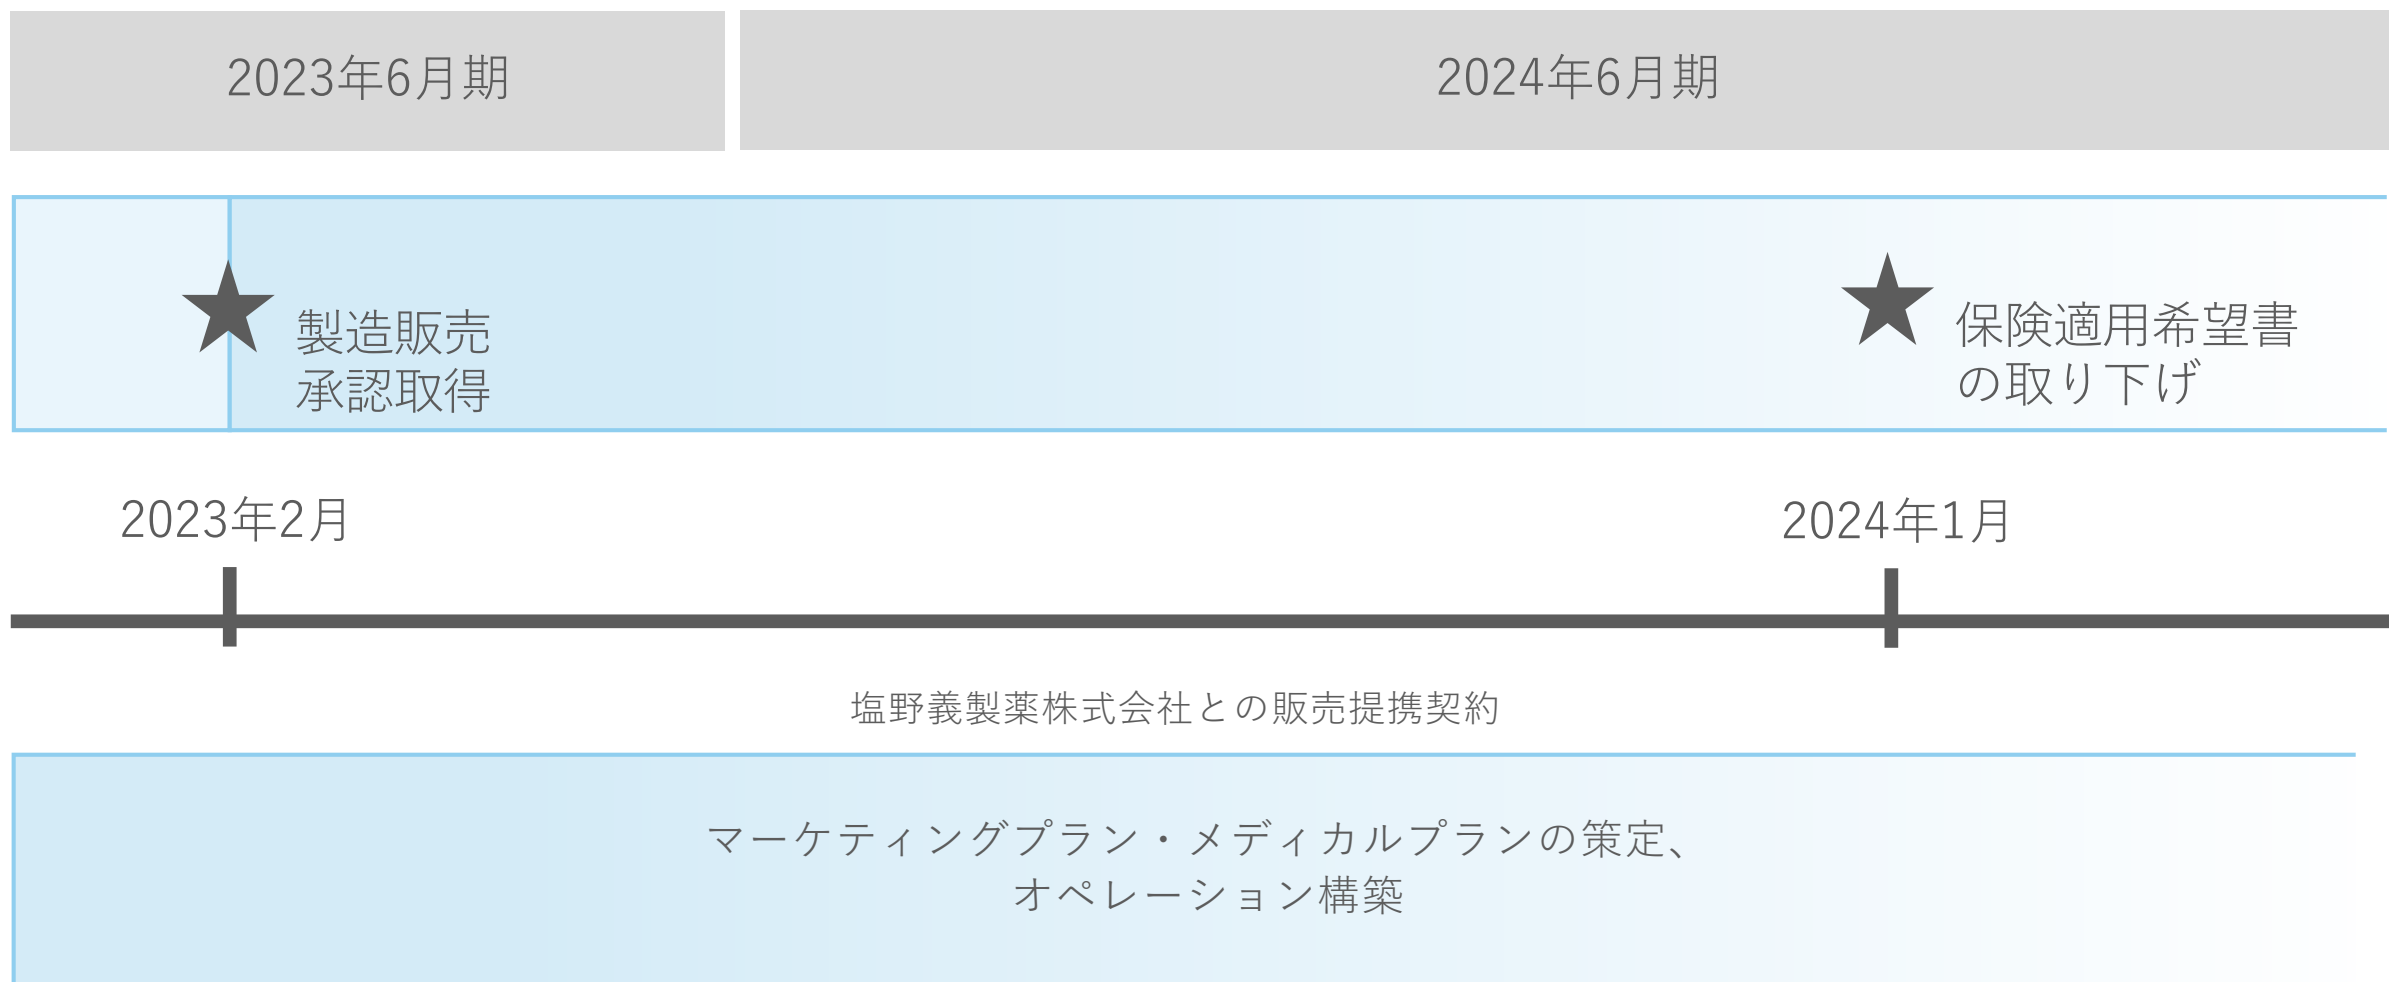 2023年6月期
2024年6月期
製造販売
承認取得
保険適用希望書
の取り下げ
2023年2月
2024年1月
塩野義製薬株式会社との販売提携契約
マーケティングプラン・メディカルプランの策定、
オペレーション構築